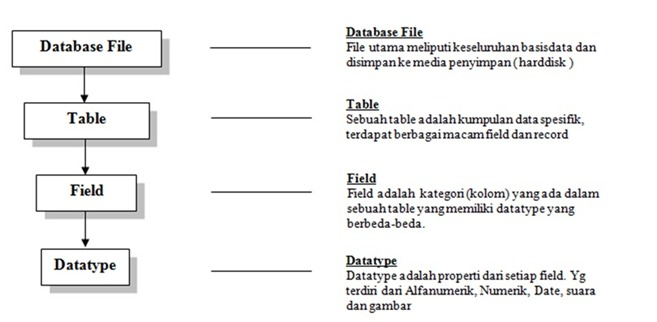 Database File
Database File
File utama meliputi keseluruhan basisdata dan
disimpan ke media penyimpan ( harddisk )
Table
Table
Sebuah table adalah kumpulan data spesifik,
terdapat berbagai macam field dan record
Field
Field
Field adalah kategori (kolom) yang ada dalam
sebuah table yang memiliki datatype yang
berbeda-beda.
Datatype
Datatype
Datatype adalah properti dari setiap field. Yg
terdiri dari Alfanumerik, Numerik, Date, suara
dan gambar